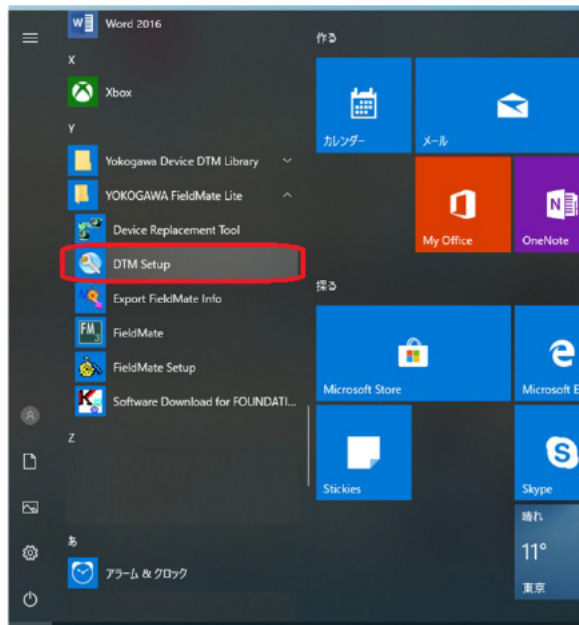 Word 2016
X
Xbox
Y
Yokogawa Device DTM Library
YOKOGAWA FieldMate Lite
Device Replacement Tool
DTM Setup
Export FieldMate Info
FieldMate
FieldMate Setup
Software Download for FOUNDATI...
Z
あ
アラーム & クロック
作る
カレンダー
メール
My Office
OneNote
探る
Microsoft Store
Microsoft E
Stickies
Skype
晴れ
11°
東京